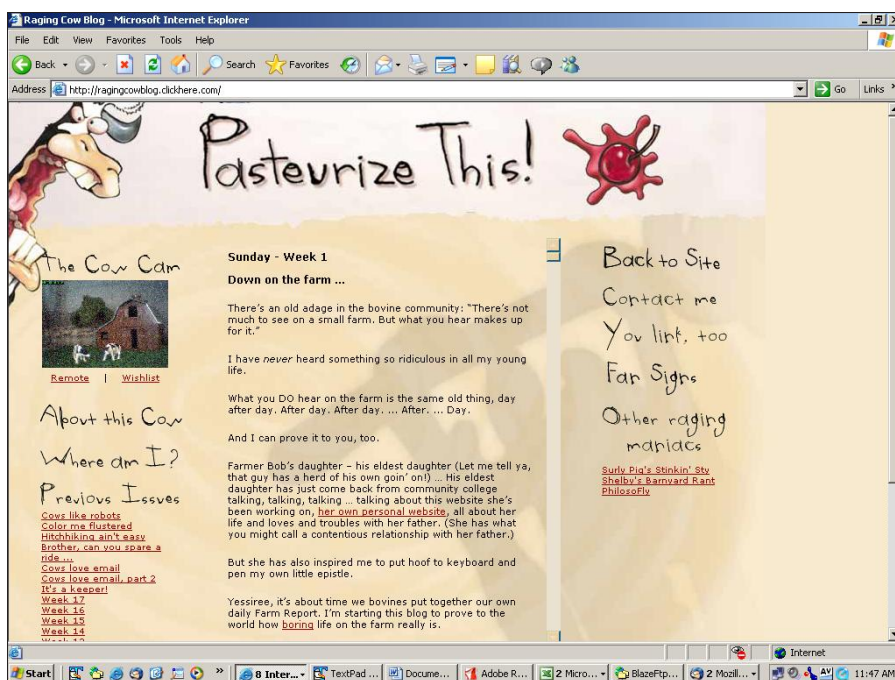 Raging Cow Blog - Microsoft Internet Explorer
File Edit View Favorites Tools Help
Back Search Favorites
Address http://ragingcowblog.clickhere.com/ Go Links »
Pasteurize This!
The Cow Cam
Remote | Wishlist
About this Cow
Where am I?
Previous Issues
Cows like robots
Color me flustered
Hitchhiking ain't easy
Brother, can you spare a
ride ...
Cows love email
Cows love email, part 2
It's a keeper!
Week 17
Week 16
Week 15
Week 14
Sunday - Week 1
Down on the farm ...
There's an old adage in the bovine community: "There's not
much to see on a small farm. But what you hear makes up
for it."
I have never heard something so ridiculous in all my young
life.
What you DO hear on the farm is the same old thing, day
after day. After day. After day. ... After. ... Day.
And I can prove it to you, too.
Farmer Bob's daughter – his eldest daughter (Let me tell ya,
that guy has a herd of his own goin' on!) ... His eldest
daughter has just come back from community college
talking, talking, talking ... talking about this website she's
been working on, her own personal website, all about her
life and loves and troubles with her father. (She has what
you might call a contentious relationship with her father.)
But she has also inspired me to put hoof to keyboard and
pen my own little epistle.
Yessiree, it's about time we bovines put together our own
daily Farm Report. I'm starting this blog to prove to the
world how boring life on the farm really is.
Back to Site
Contact me
You link, too
Far Signs
Other raging
maniacs
Surly Pig's Stinkin' Sty
Shelby's Barnyard Rant
PhilosoFly
Internet
Start » 8 Inter... TextPad ... Docume... Adobe R... 2 Micro... BlazeFtp... 2 Mozill... AV 11:47 AM